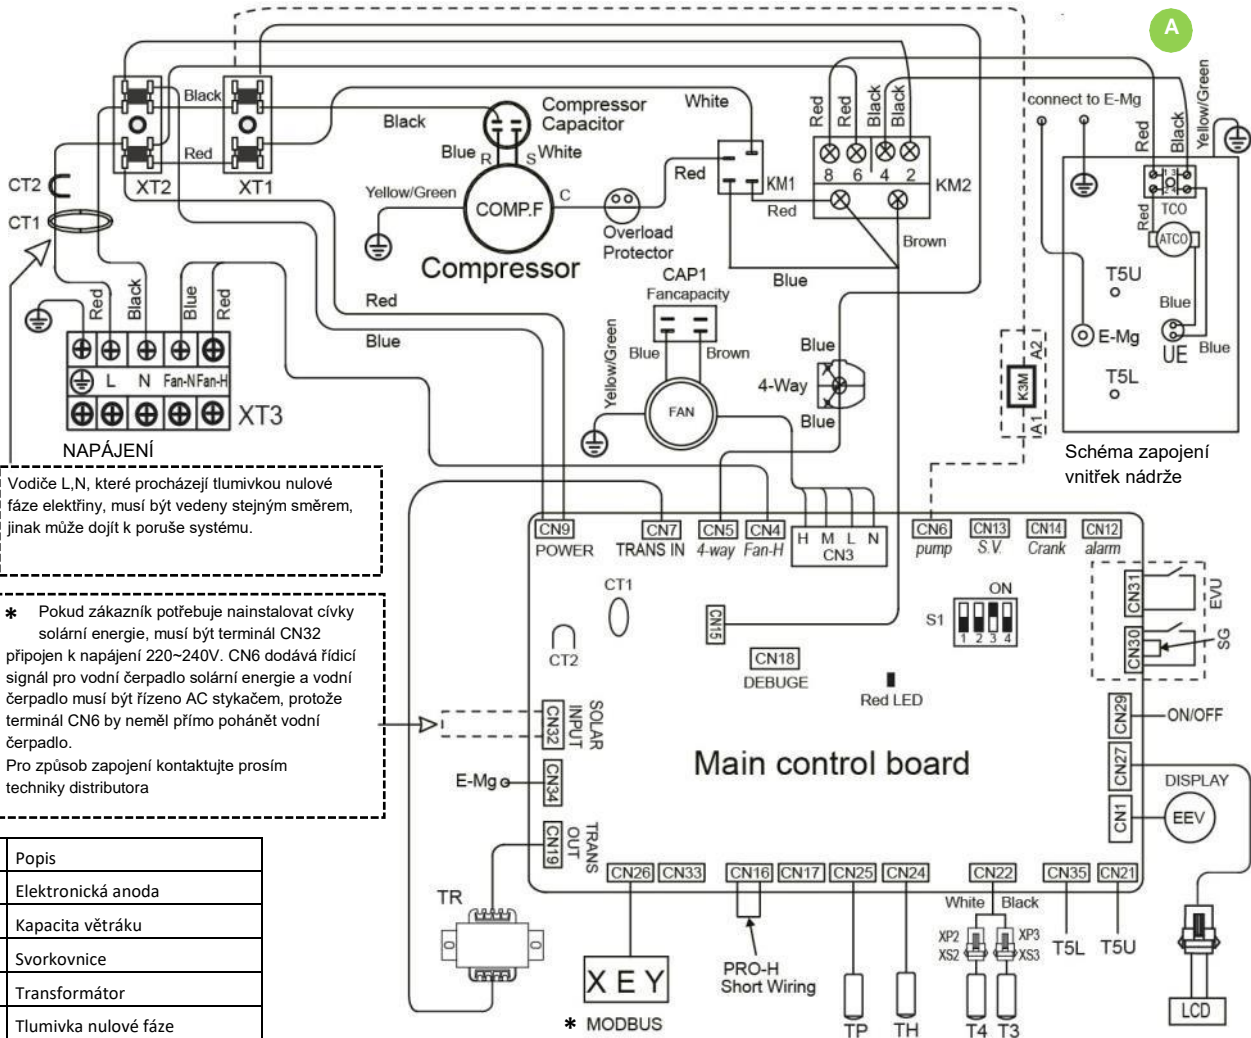 A
Black
Red
XT2
XT1
CT2
CT1
Black
Compressor
Capacitor
Blue
R
S
White
Yellow/Green
COMP.F
C
Compressor
Overload
Protector
White
Red
KM1
Red
Red
Red
Black
Black
8
6
4
2
KM2
Brown
Blue
connect to E-Mg
Red
Black
Yellow/Green
1
3
2
4
TCO
Red
ATCO
T5U
Blue
E-Mg
UE
Blue
T5L
Schéma zapojení
vnitřek nádrže
Red
Black
Blue
Red
Red
Blue
L
N
Fan-N
Fan-H
XT3
NAPÁJENÍ
CAP1
Fancapacity
Blue
Brown
Yellow/Green
FAN
Blue
4-Way
Blue
A2
K3M
A1
Vodiče L,N, které procházejí tlumivkou nulové
fáze elektřiny, musí být vedeny stejným směrem,
jinak může dojít k poruše systému.
* Pokud zákazník potřebuje nainstalovat cívky
solární energie, musí být terminál CN32
připojen k napájení 220~240V. CN6 dodává řídicí
signál pro vodní čerpadlo solární energie a vodní
čerpadlo musí být řízeno AC stykačem, protože
terminál CN6 by neměl přímo pohánět vodní
čerpadlo.
Pro způsob zapojení kontaktujte prosím
techniky distributora
CN9
POWER
CN7
TRANS IN
CN5
4-way
CN4
Fan-H
H M L N
CN3
CN6
pump
CN13
S.V.
CN14
Crank
CN12
alarm
CT1
CT2
CN15
CN18
DEBUGE
ON
S1
1 2 3 4
Red LED
CN31
EVU
CN30
SG
CN29
ON/OFF
CN27
CN1
DISPLAY
EEV
CN32
SOLAR
INPUT
E-Mg
CN34
CN19
TRANS
OUT
Main control board
CN26
CN33
CN16
CN17
CN25
CN24
CN22
CN35
CN21
White
Black
XP2
XS2
XP3
XS3
T5L
T5U
TR
XEY
* MODBUS
PRO-H
Short Wiring
TP
TH
T4
T3
LCD
Popis
Elektronická anoda
Kapacita větráku
Svorkovnice
Transformátor
Tlumivka nulové fáze